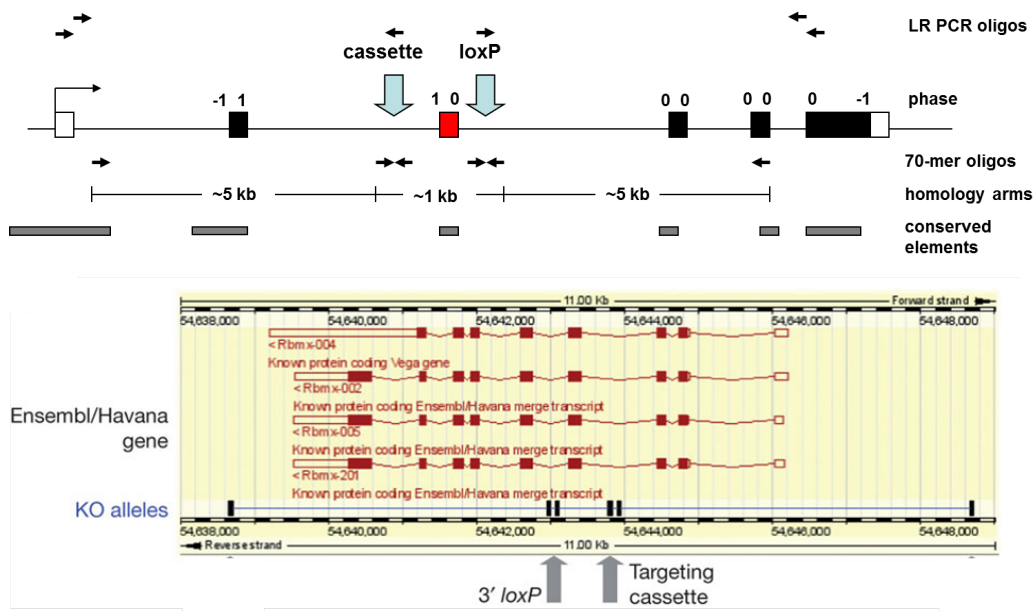 LR PCR oligos
cassette loxP
-1 1 1 0 0 0 0 0 0 -1 phase
70-mer oligos
~5 kb ~1 kb ~5 kb homology arms
conserved
elements
11.00 Kb Forward strand
54,638,000 54,640,000 54,642,000 54,644,000 54,646,000 54,648,000
<Rbmx-004
Known protein coding Vega gene
<Rbmx-002
Known protein coding Ensembl/Havana merge transcript
Ensembl/Havana
gene
<Rbmx-005
Known protein coding Ensembl/Havana merge transcript
<Rbmx-201
Known protein coding Ensembl/Havana merge transcript
KO alleles
54,638,000 54,640,000 54,642,000 54,644,000 54,646,000 54,648,000
Reverse strand 11.00 Kb
3′ loxP
Targeting
cassette